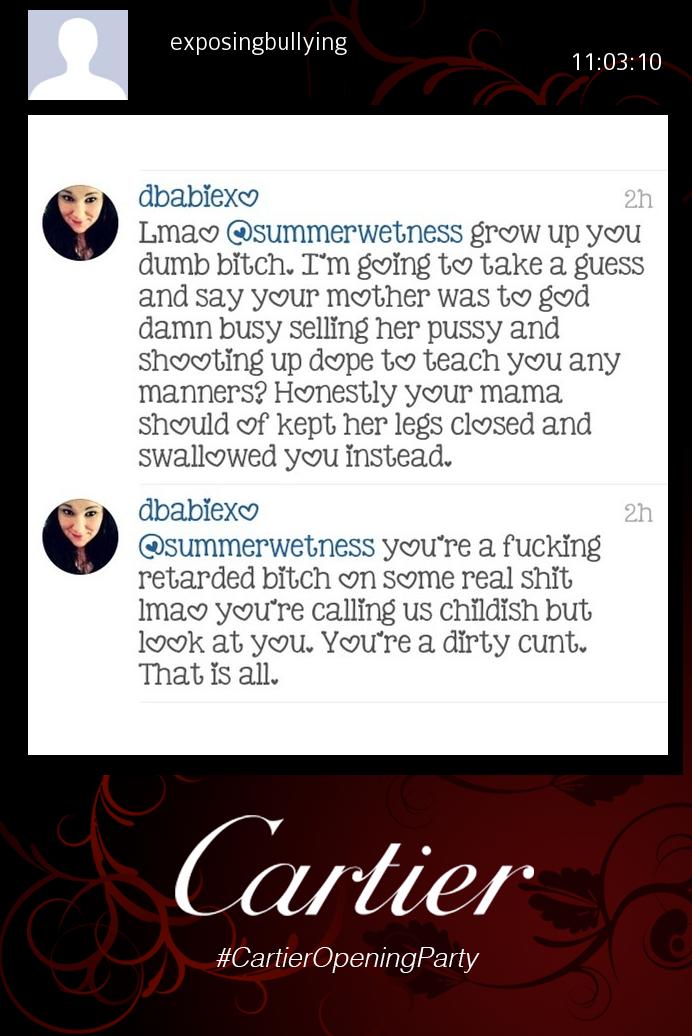 exposingbullying
11:03:10
dbabiexo
2h
Lmao @summerwetness grow up you
dumb bitch. I'm going to take a guess
and say your mother was to god
damn busy selling her pussy and
shooting up dope to teach you any
manners? Honestly your mama
should of kept her legs closed and
swallowed you instead.
dbabiexo
2h
@summerwetness you're a fucking
retarded bitch on some real shit
lmao you're calling us childish but
look at you. You're a dirty cunt.
That is all.
Cartier
#CartierOpeningParty